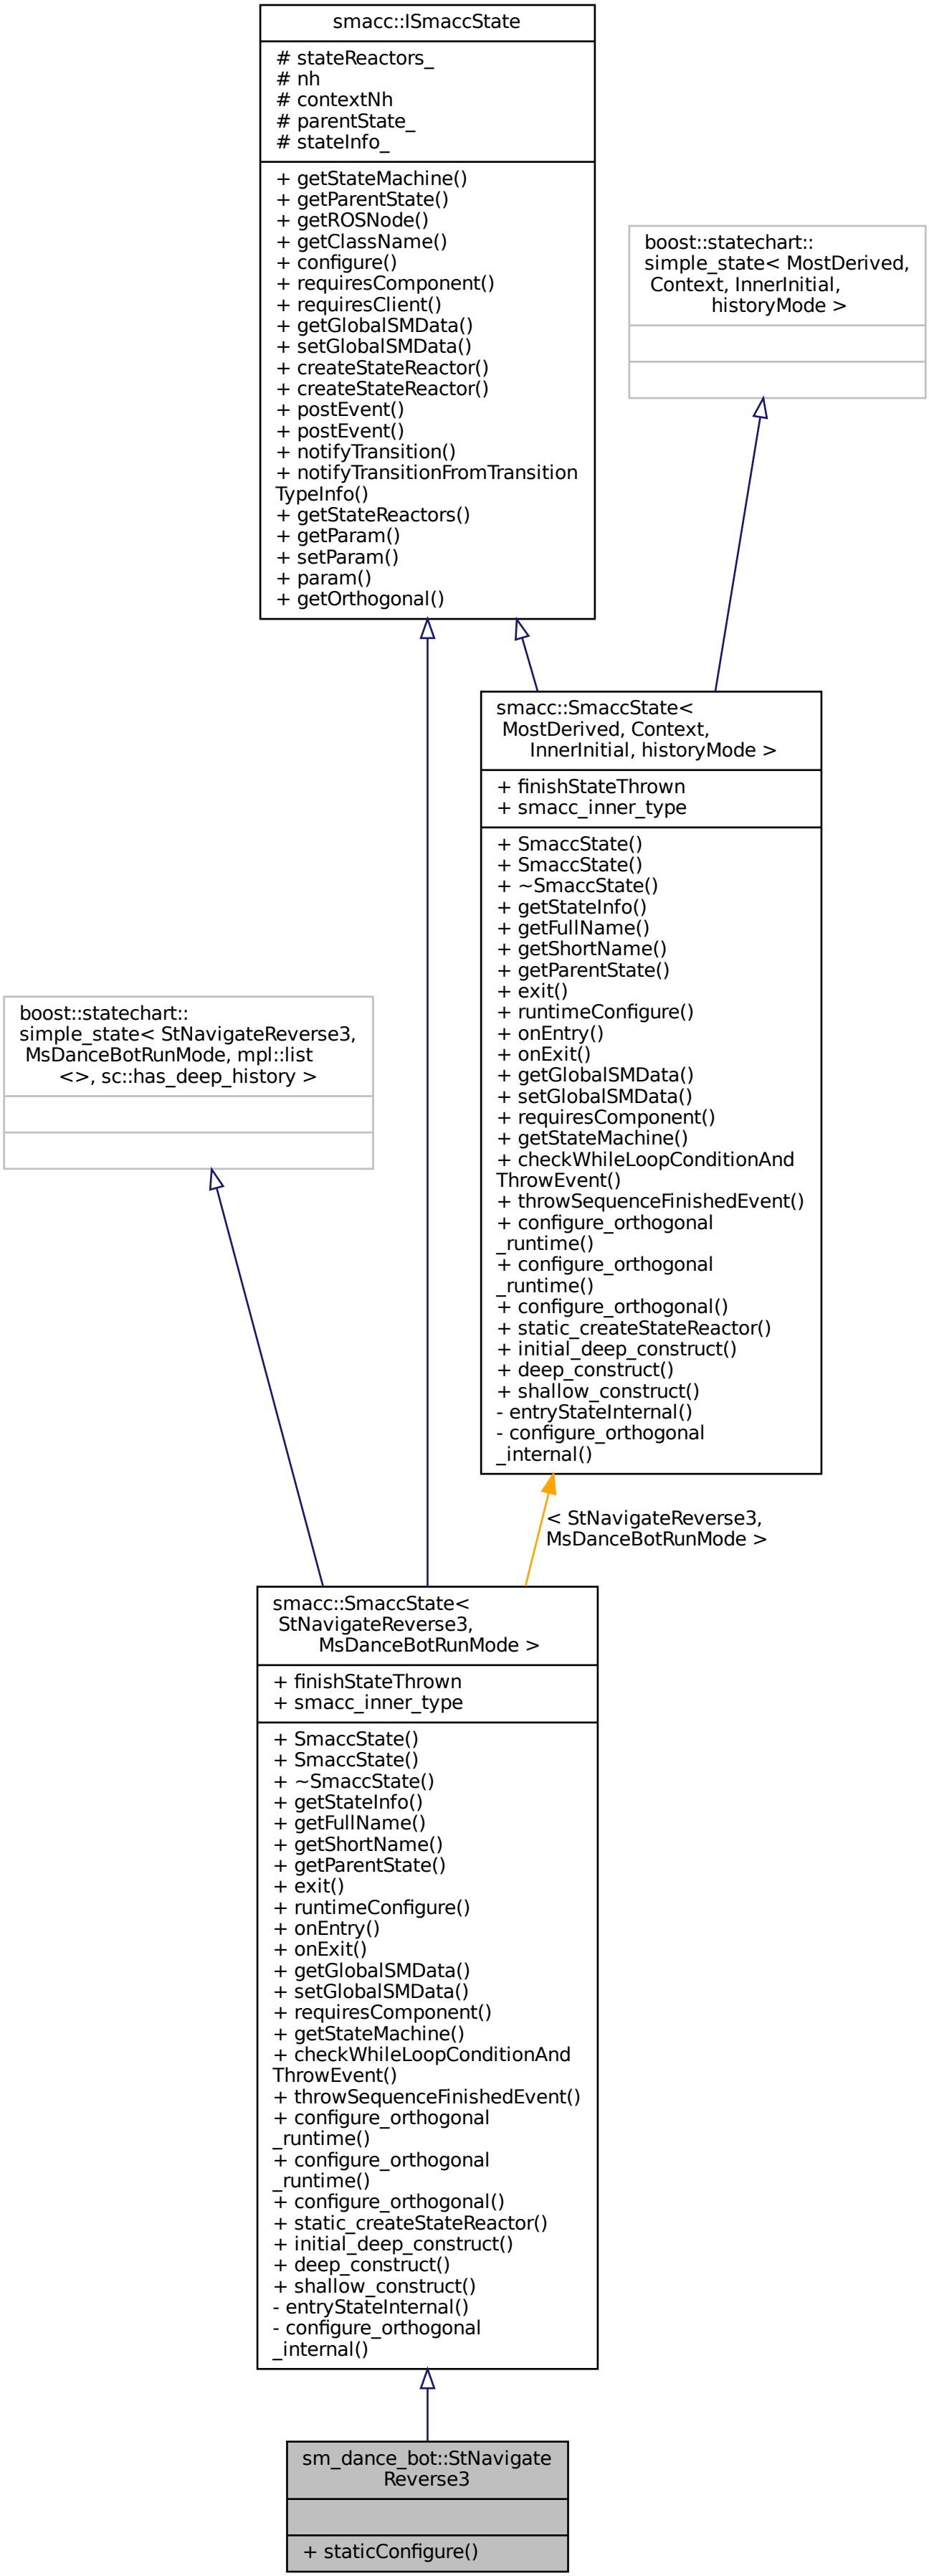 smacc::ISmaccState
# stateReactors_
# nh
# contextNh
# parentState_
# stateInfo_
+ getStateMachine()
+ getParentState()
+ getROSNode()
+ getClassName()
+ configure()
+ requiresComponent()
+ requiresClient()
+ getGlobalSMData()
+ setGlobalSMData()
+ createStateReactor()
+ createStateReactor()
+ postEvent()
+ postEvent()
+ notifyTransition()
+ notifyTransitionFromTransition
TypeInfo()
+ getStateReactors()
+ getParam()
+ setParam()
+ param()
+ getOrthogonal()
boost::statechart::
simple_state< MostDerived,
Context, InnerInitial,
historyMode >
smacc::SmaccState<
MostDerived, Context,
InnerInitial, historyMode >
+ finishStateThrown
+ smacc_inner_type
+ SmaccState()
+ SmaccState()
+ ~SmaccState()
+ getStateInfo()
+ getFullName()
+ getShortName()
+ getParentState()
+ exit()
+ runtimeConfigure()
+ onEntry()
+ onExit()
+ getGlobalSMData()
+ setGlobalSMData()
+ requiresComponent()
+ getStateMachine()
+ checkWhileLoopConditionAnd
ThrowEvent()
+ throwSequenceFinishedEvent()
+ configure_orthogonal
_runtime()
+ configure_orthogonal
_runtime()
+ configure_orthogonal()
+ static_createStateReactor()
+ initial_deep_construct()
+ deep_construct()
+ shallow_construct()
- entryStateInternal()
- configure_orthogonal
_internal()
boost::statechart::
simple_state< StNavigateReverse3,
MsDanceBotRunMode, mpl::list
<>, sc::has_deep_history >
< StNavigateReverse3,
MsDanceBotRunMode >
smacc::SmaccState<
StNavigateReverse3,
MsDanceBotRunMode >
+ finishStateThrown
+ smacc_inner_type
+ SmaccState()
+ SmaccState()
+ ~SmaccState()
+ getStateInfo()
+ getFullName()
+ getShortName()
+ getParentState()
+ exit()
+ runtimeConfigure()
+ onEntry()
+ onExit()
+ getGlobalSMData()
+ setGlobalSMData()
+ requiresComponent()
+ getStateMachine()
+ checkWhileLoopConditionAnd
ThrowEvent()
+ throwSequenceFinishedEvent()
+ configure_orthogonal
_runtime()
+ configure_orthogonal
_runtime()
+ configure_orthogonal()
+ static_createStateReactor()
+ initial_deep_construct()
+ deep_construct()
+ shallow_construct()
- entryStateInternal()
- configure_orthogonal
_internal()
sm_dance_bot::StNavigate
Reverse3
+ staticConfigure()